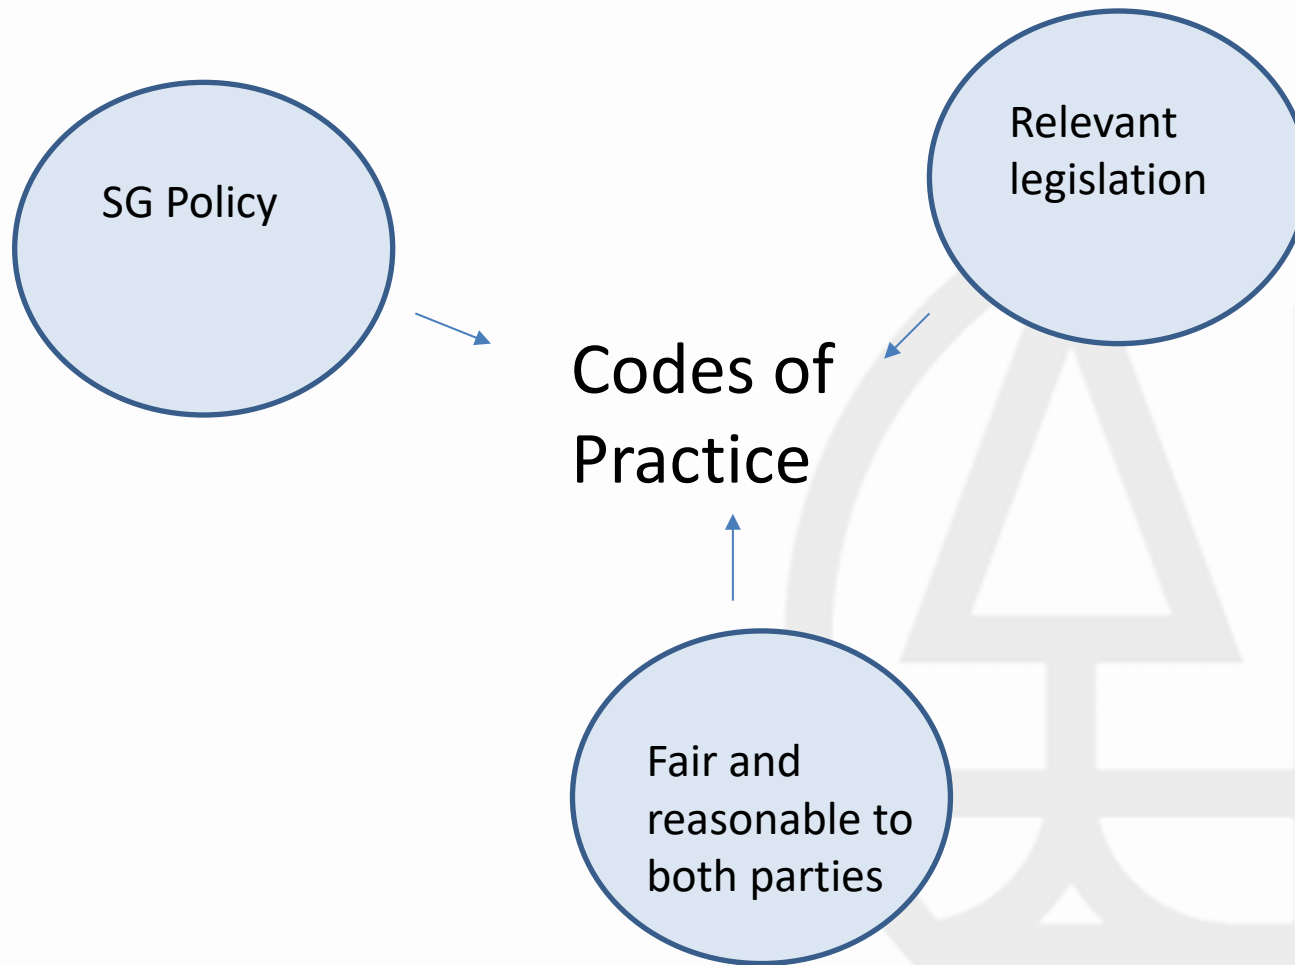 SG Policy
Relevant
legislation
Codes of
Practice
Fair and
reasonable to
both parties